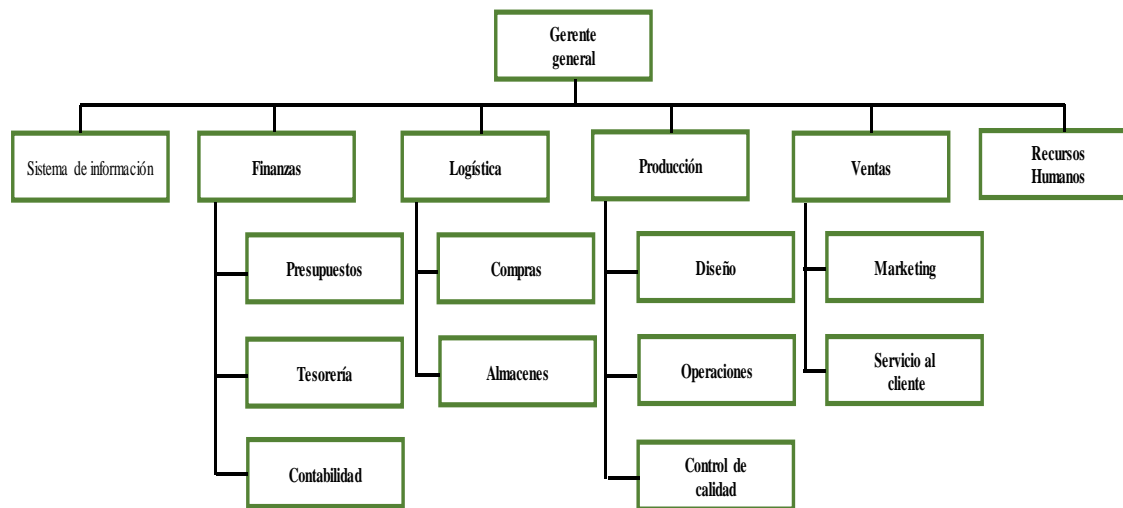 Gerente
general
Sistema de información
Finanzas
Logística
Producción
Ventas
Recursos
Humanos
Presupuestos
Compras
Diseño
Marketing
Tesorería
Almacenes
Operaciones
Servicio al
cliente
Contabilidad
Control de
calidad